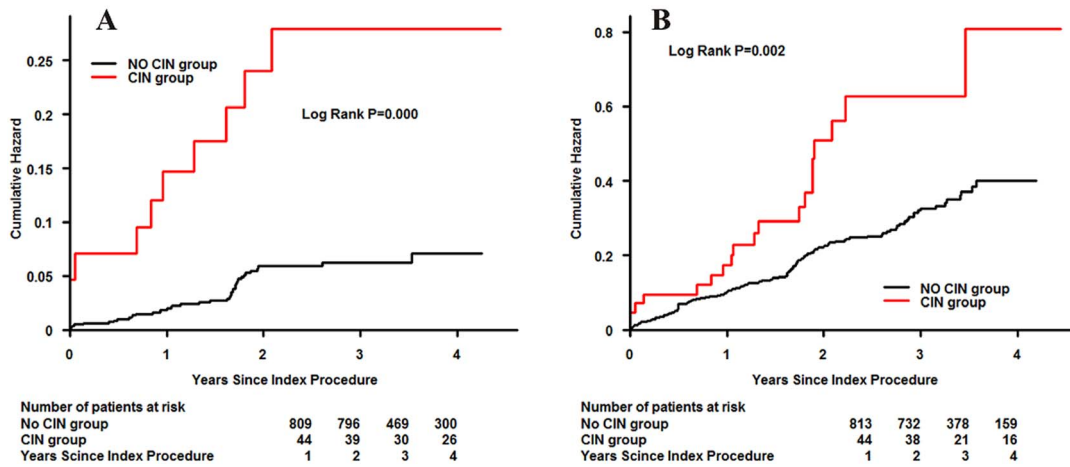 A
NO CIN group
CIN group
Log Rank P=0.000
Cumulative Hazard
0.25
0.2
0.15
0.1
0.05
0
0 1 2 3 4
Years Since Index Procedure
Number of patients at risk
No CIN group 809 796 469 300
CIN group 44 39 30 26
Years Scince Index Procedure 1 2 3 4
B
Log Rank P=0.002
Cumulative Hazard
0.8
0.6
0.4
0.2
0
NO CIN group
CIN group
0 1 2 3 4
Years Since Index Procedure
Number of patients at risk
No CIN group 813 732 378 159
CIN group 44 38 21 16
Years Scince Index Procedure 1 2 3 4